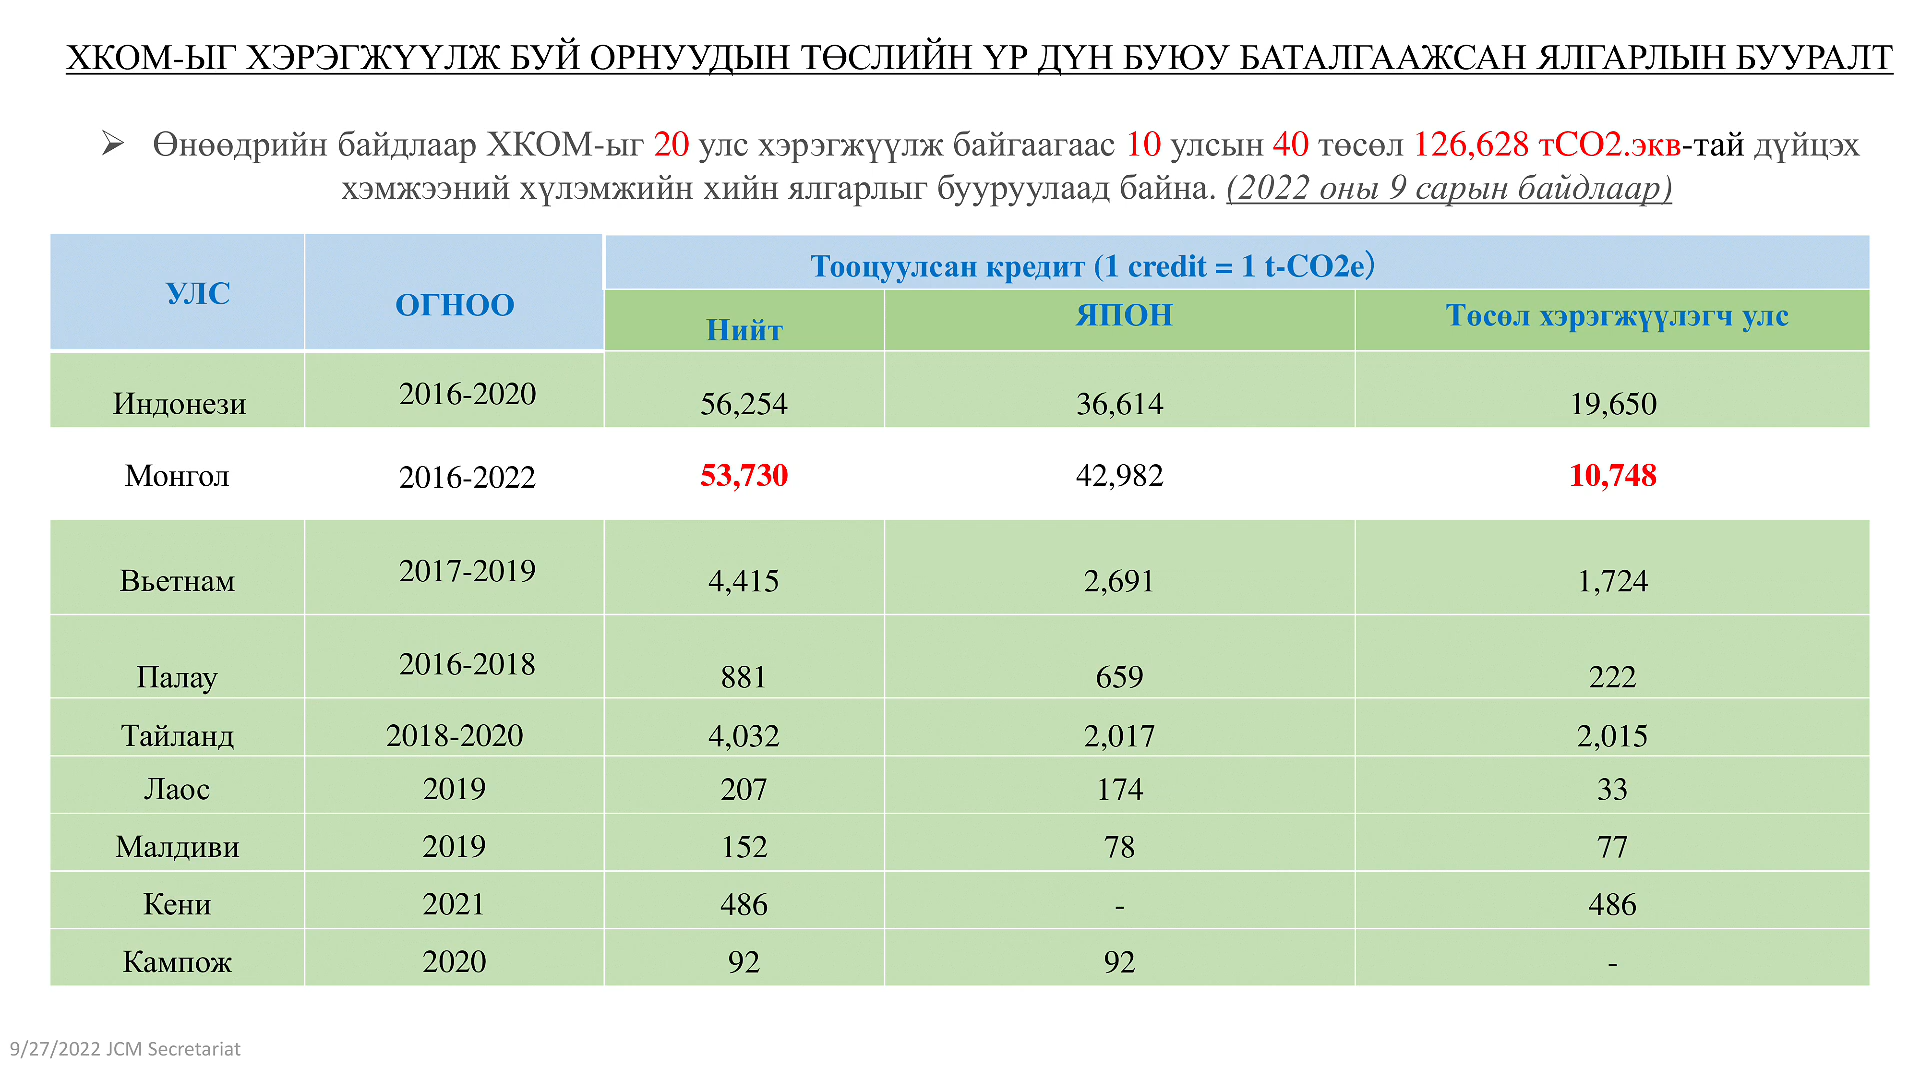 ХКОМ-ЫГ ХЭРЭГЖҮҮЛЖ БУЙ ОРНУУДЫН ТӨСЛИЙН ҮР ДҮН БУЮУ БАТАЛГААЖСАН ЯЛГАРЛЫН БУУРАЛТ
➢ Өнөөдрийн байдлаар ХКОМ-ыг 20 улс хэрэгжүүлж байгаагаас 10 улсын 40 төсөл 126,628 тCO2.экв-тай дүйцэх
хэмжээний хүлэмжийн хийн ялгарлыг бууруулаад байна. (2022 оны 9 сарын байдлаар)
УЛС ОГНОО Тооцуулсан кредит (1 credit = 1 t-CO2e)
Нийт ЯПОН Төсөл хэрэгжүүлэгч улс
Индонези 2016-2020 56,254 36,614 19,650
Монгол 2016-2022 53,730 42,982 10,748
Вьетнам 2017-2019 4,415 2,691 1,724
Палау 2016-2018 881 659 222
Тайланд 2018-2020 4,032 2,017 2,015
Лаос 2019 207 174 33
Малдиви 2019 152 78 77
Кени 2021 486 - 486
Кампож 2020 92 92 -
9/27/2022 JCM Secretariat